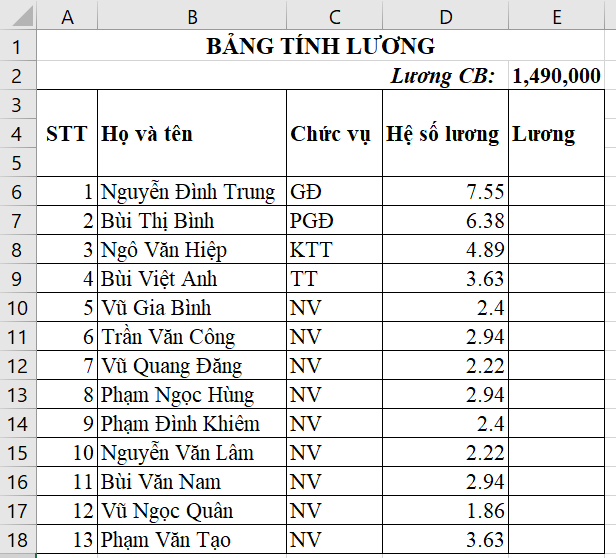 A B C D E
1 BẢNG TÍNH LƯƠNG
2 Lương CB: 1,490,000
3
4 STT Họ và tên Chức vụ Hệ số lương Lương
5
6 1 Nguyễn Đình Trung GĐ 7.55
7 2 Bùi Thị Bình PGĐ 6.38
8 3 Ngô Văn Hiệp KTT 4.89
9 4 Bùi Việt Anh TT 3.63
10 5 Vũ Gia Bình NV 2.4
11 6 Trần Văn Công NV 2.94
12 7 Vũ Quang Đăng NV 2.22
13 8 Phạm Ngọc Hùng NV 2.94
14 9 Phạm Đình Khiêm NV 2.4
15 10 Nguyễn Văn Lâm NV 2.22
16 11 Bùi Văn Nam NV 2.94
17 12 Vũ Ngọc Quân NV 1.86
18 13 Phạm Văn Tạo NV 3.63